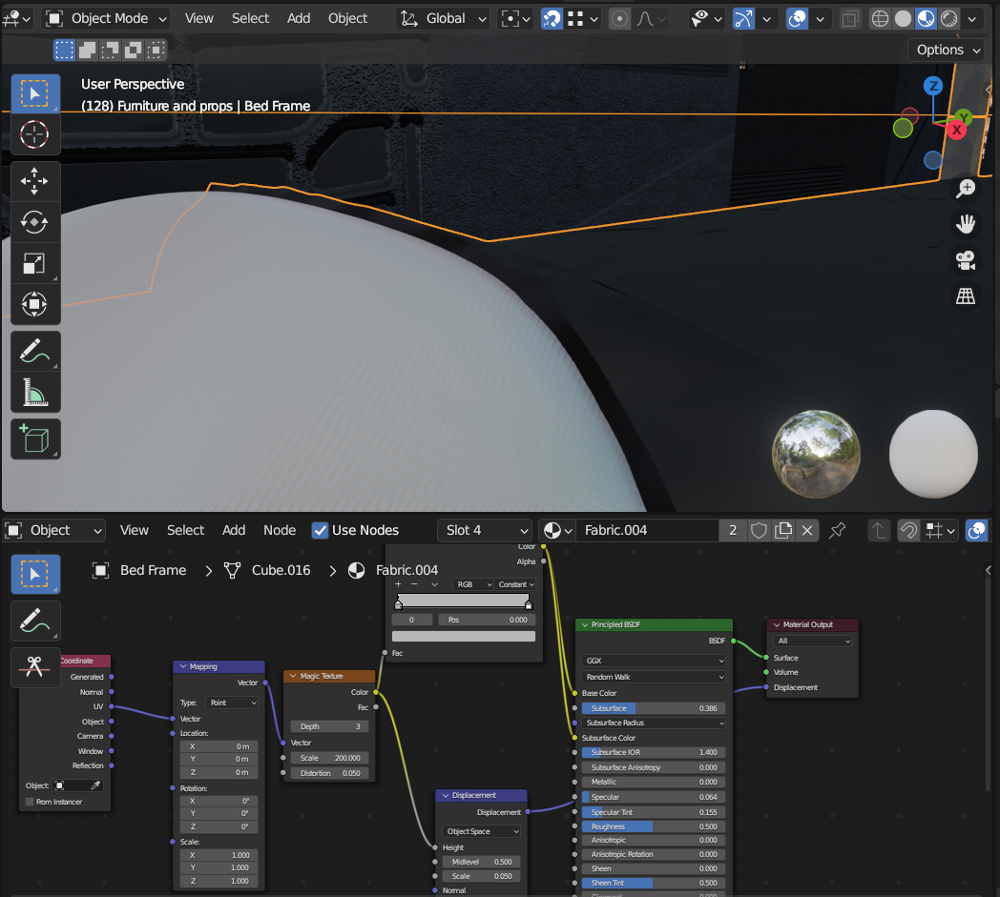 Object Mode View Select Add Object Global
Options
User Perspective
(128) Furniture and props | Bed Frame
Z
Y
X
Object View Select Add Node Use Nodes Slot 4 Fabric.004 2
Bed Frame > Cube.016 > Fabric.004
Color
Alpha
+ − RGB Constant
0 Pos 0.000
Fac
Coordinate
Generated
Normal
UV
Object
Camera
Window
Reflection
Object:
From Instancer
Mapping
Vector
Type: Point
Vector
Location:
X 0 m
Y 0 m
Z 0 m
Rotation:
X 0°
Y 0°
Z 0°
Scale:
X 1.000
Y 1.000
Z 1.000
Magic Texture
Color
Fac
Depth 3
Vector
Scale 200.000
Distortion 0.050
Displacement
Displacement
Object Space
Height
Midlevel 0.500
Scale 0.050
Normal
Principled BSDF
BSDF
GGX
Random Walk
Base Color
Subsurface 0.386
Subsurface Radius
Subsurface Color
Subsurface IOR 1.400
Subsurface Anisotropy 0.000
Metallic 0.000
Specular 0.064
Specular Tint 0.155
Roughness 0.500
Anisotropic 0.000
Anisotropic Rotation 0.000
Sheen 0.000
Sheen Tint 0.500
Material Output
All
Surface
Volume
Displacement